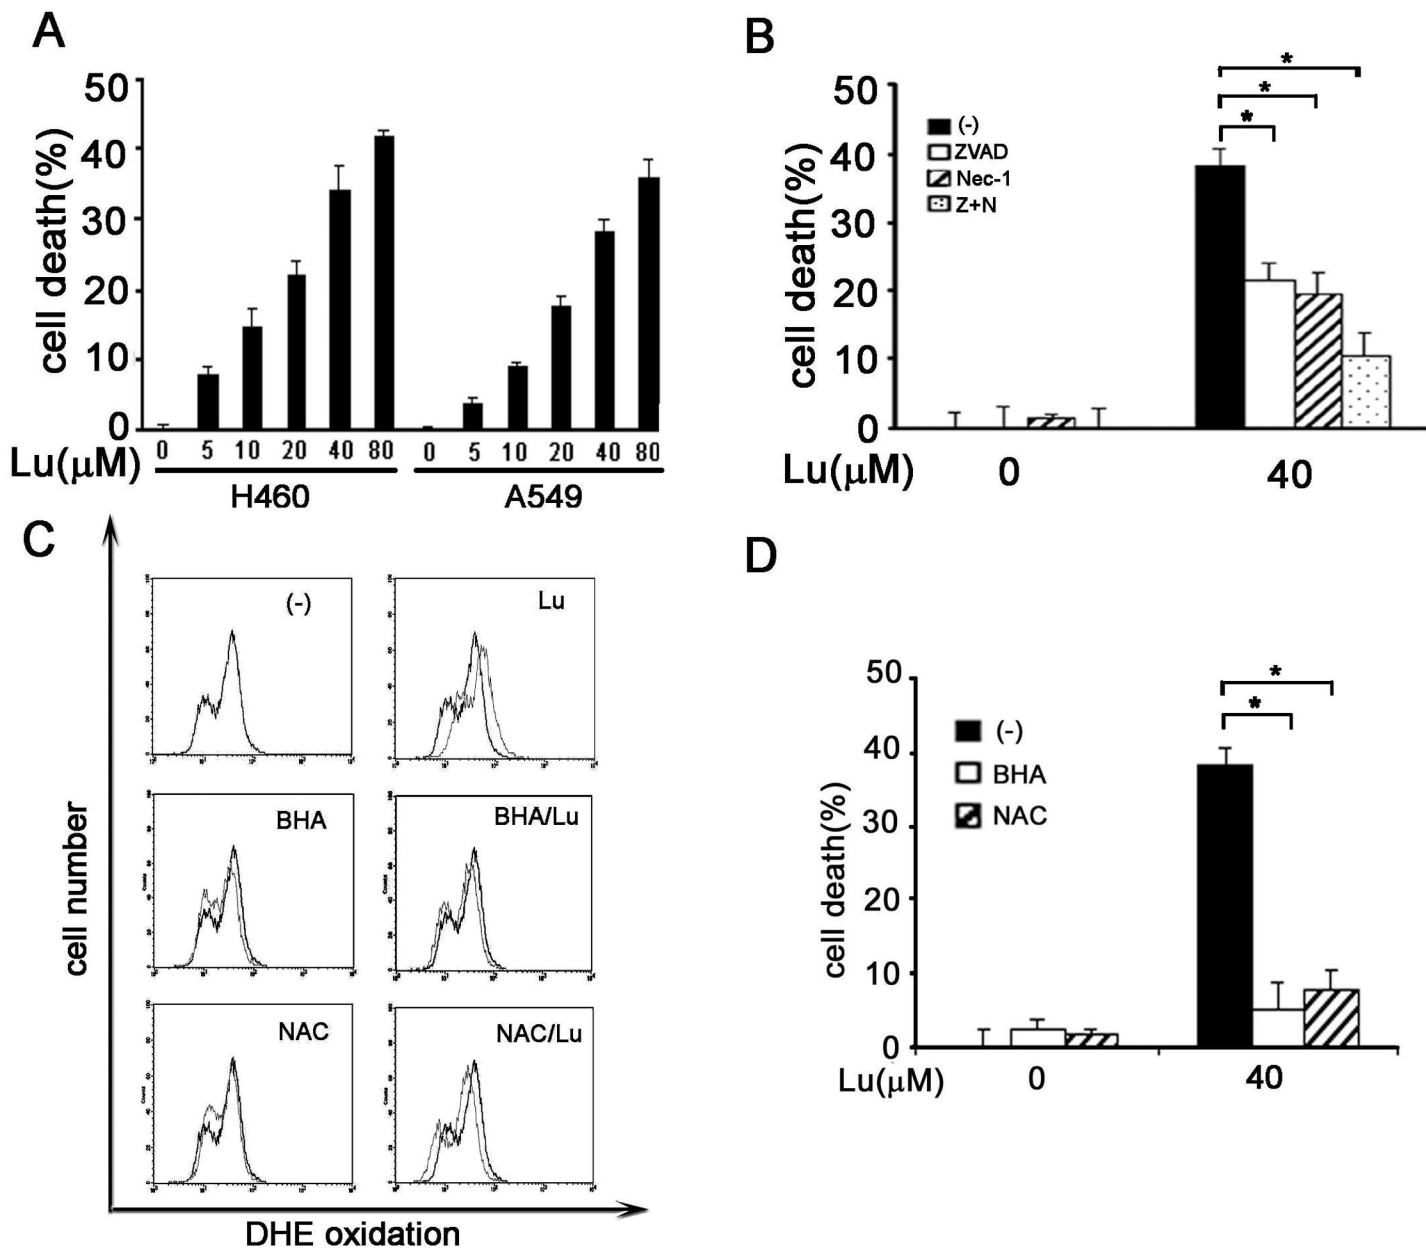 A
50
40
30
20
10
0
cell death(%)
Lu(μM)
0 5 10 20 40 80 0 5 10 20 40 80
H460 A549
B
50
40
30
20
10
0
cell death(%)
(-)
ZVAD
Nec-1
Z+N
*
*
*
Lu(μM) 0 40
C
(-)
Lu
BHA
BHA/Lu
NAC
NAC/Lu
cell number
DHE oxidation
D
50
40
30
20
10
0
cell death(%)
(-)
BHA
NAC
*
*
Lu(μM) 0 40